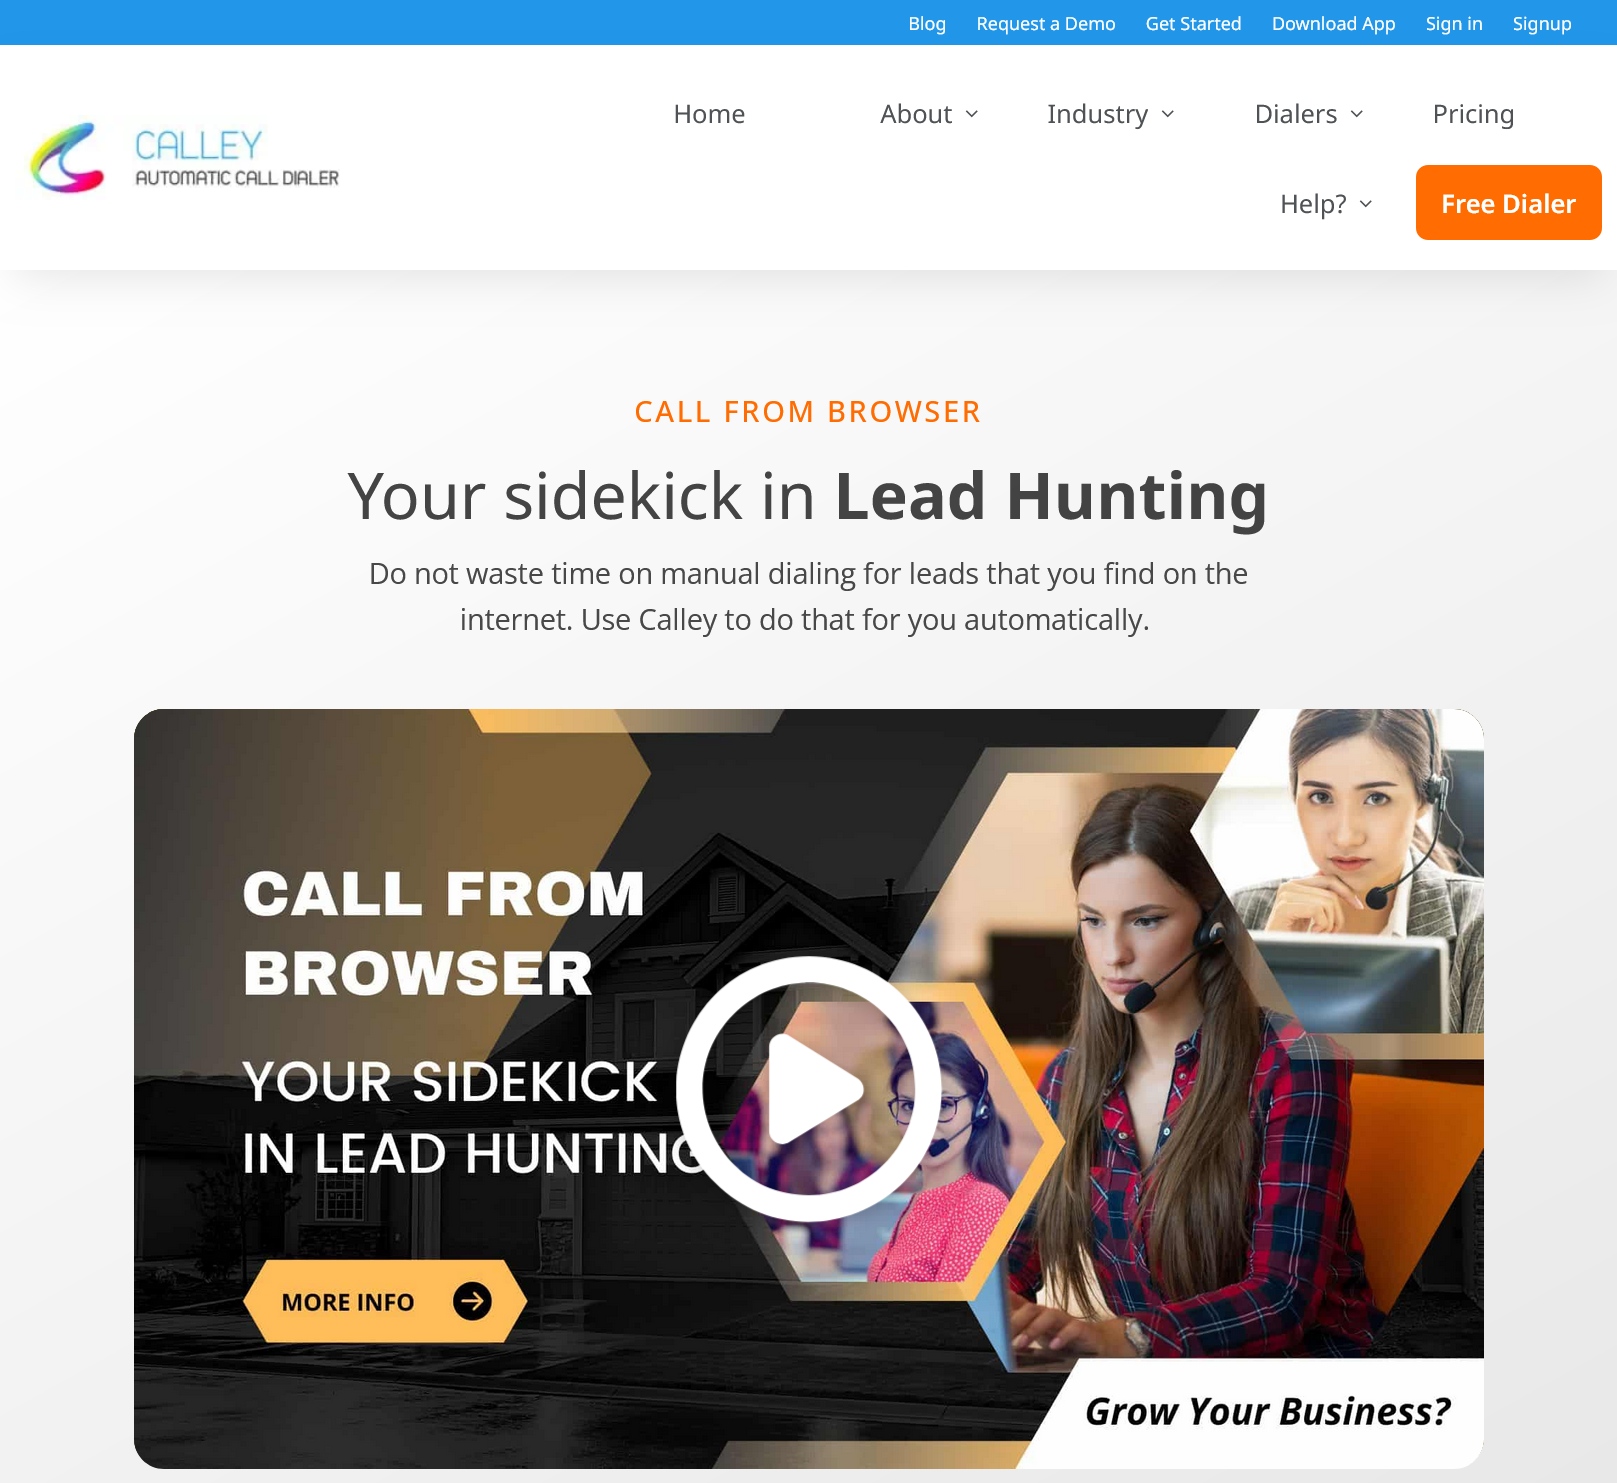 Blog Request a Demo Get Started Download App Sign in Signup
CALLEY
AUTOMATIC CALL DIALER
Home About Industry Dialers Pricing
Help? Free Dialer
CALL FROM BROWSER
Your sidekick in Lead Hunting
Do not waste time on manual dialing for leads that you find on the
internet. Use Calley to do that for you automatically.
CALL FROM
BROWSER
YOUR SIDEKICK
IN LEAD HUNTING
MORE INFO
Grow Your Business?